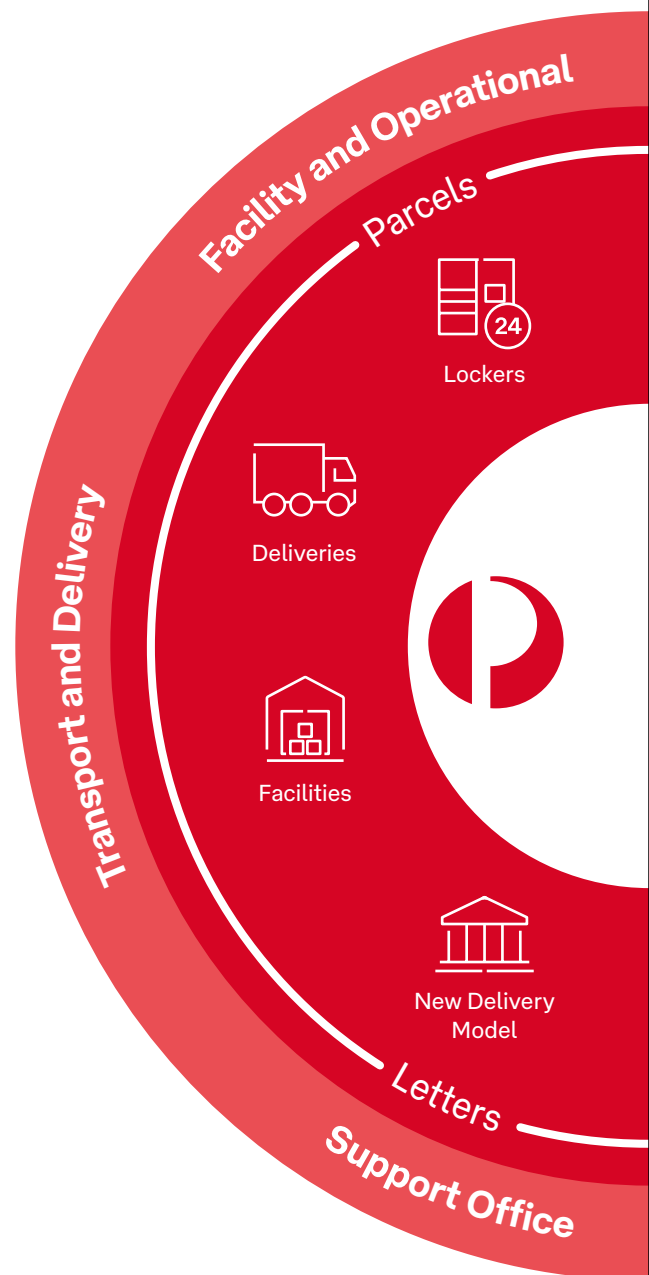 Facility and Operational
Parcels
24
Lockers
Deliveries
Transport and Delivery
Facilities
New Delivery
Model
Letters
Support Office